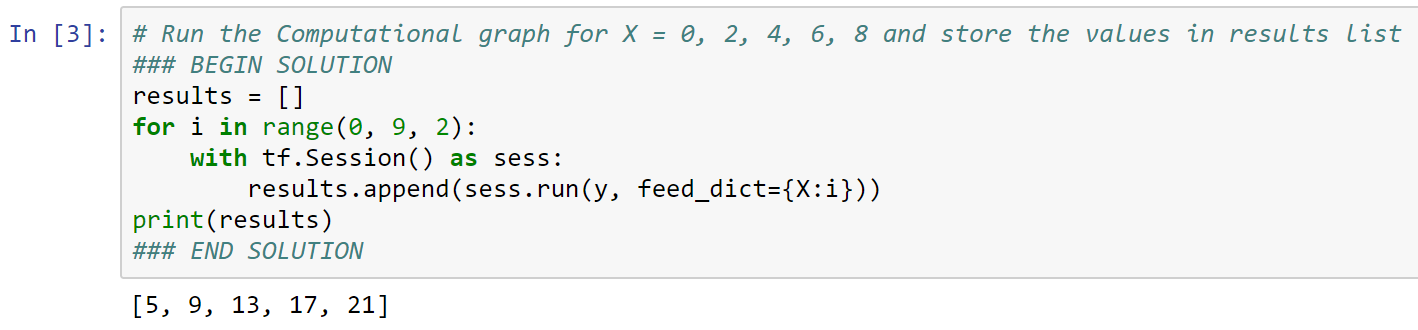 In [3]: # Run the Computational graph for X = 0, 2, 4, 6, 8 and store the values in results list
### BEGIN SOLUTION
results = []
for i in range(0, 9, 2):
    with tf.Session() as sess:
        results.append(sess.run(y, feed_dict={X:i}))
print(results)
### END SOLUTION
[5, 9, 13, 17, 21]